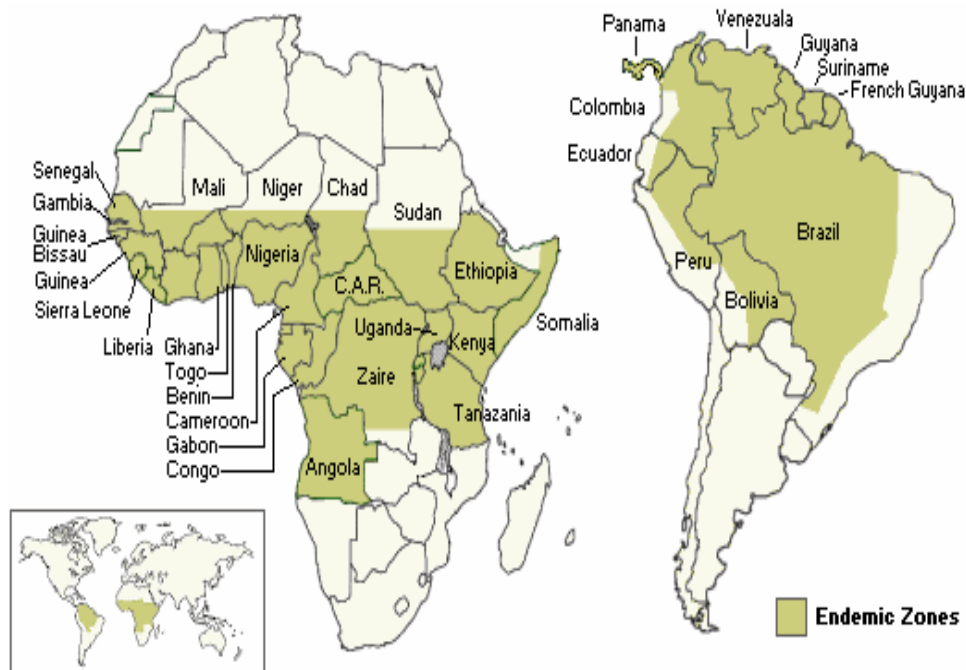 Senegal
Gambia
Guinea
Bissau
Guinea
Sierra Leone
Liberia
Ghana
Togo
Benin
Cameroon
Gabon
Congo
Mali
Niger
Chad
Sudan
Nigeria
Ethiopia
C.A.R.
Uganda
Kenya
Somalia
Zaire
Tanazania
Angola
Panama
Venezuala
Guyana
Suriname
French Guyana
Colombia
Ecuador
Brazil
Peru
Bolivia
Endemic Zones